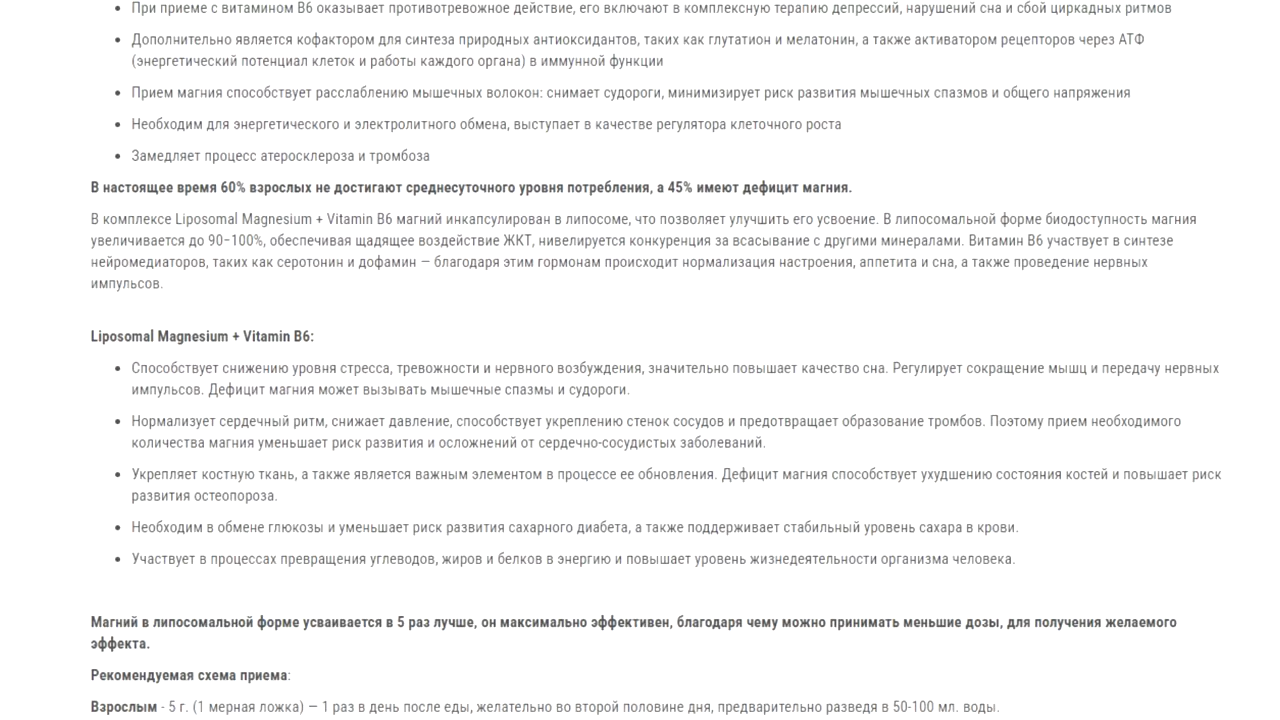 • При приеме с витамином B6 оказывает противотревожное действие, его включают в комплексную терапию депрессий, нарушений сна и сбой циркадных ритмов
• Дополнительно является кофактором для синтеза природных антиоксидантов, таких как глутатион и мелатонин, а также активатором рецепторов через АТФ
(энергетический потенциал клеток и работы каждого органа) в иммунной функции
• Прием магния способствует расслаблению мышечных волокон: снимает судороги, минимизирует риск развития мышечных спазмов и общего напряжения
• Необходим для энергетического и электролитного обмена, выступает в качестве регулятора клеточного роста
• Замедляет процесс атеросклероза и тромбоза
В настоящее время 60% взрослых не достигают среднесуточного уровня потребления, а 45% имеют дефицит магния.
В комплексе Liposomal Magnesium + Vitamin B6 магний инкапсулирован в липосоме, что позволяет улучшить его усвоение. В липосомальной форме биодоступность магния
увеличивается до 90–100%, обеспечивая щадящее воздействие ЖКТ, нивелируется конкуренция за всасывание с другими минералами. Витамин B6 участвует в синтезе
нейромедиаторов, таких как серотонин и дофамин — благодаря этим гормонам происходит нормализация настроения, аппетита и сна, а также проведение нервных
импульсов.
Liposomal Magnesium + Vitamin B6:
• Способствует снижению уровня стресса, тревожности и нервного возбуждения, значительно повышает качество сна. Регулирует сокращение мышц и передачу нервных
импульсов. Дефицит магния может вызывать мышечные спазмы и судороги.
• Нормализует сердечный ритм, снижает давление, способствует укреплению стенок сосудов и предотвращает образование тромбов. Поэтому прием необходимого
количества магния уменьшает риск развития и осложнений от сердечно-сосудистых заболеваний.
• Укрепляет костную ткань, а также является важным элементом в процессе ее обновления. Дефицит магния способствует ухудшению состояния костей и повышает риск
развития остеопороза.
• Необходим в обмене глюкозы и уменьшает риск развития сахарного диабета, а также поддерживает стабильный уровень сахара в крови.
• Участвует в процессах превращения углеводов, жиров и белков в энергию и повышает уровень жизнедеятельности организма человека.
Магний в липосомальной форме усваивается в 5 раз лучше, он максимально эффективен, благодаря чему можно принимать меньшие дозы, для получения желаемого
эффекта.
Рекомендуемая схема приема:
Взрослым - 5 г. (1 мерная ложка) — 1 раз в день после еды, желательно во второй половине дня, предварительно разведя в 50-100 мл. воды.